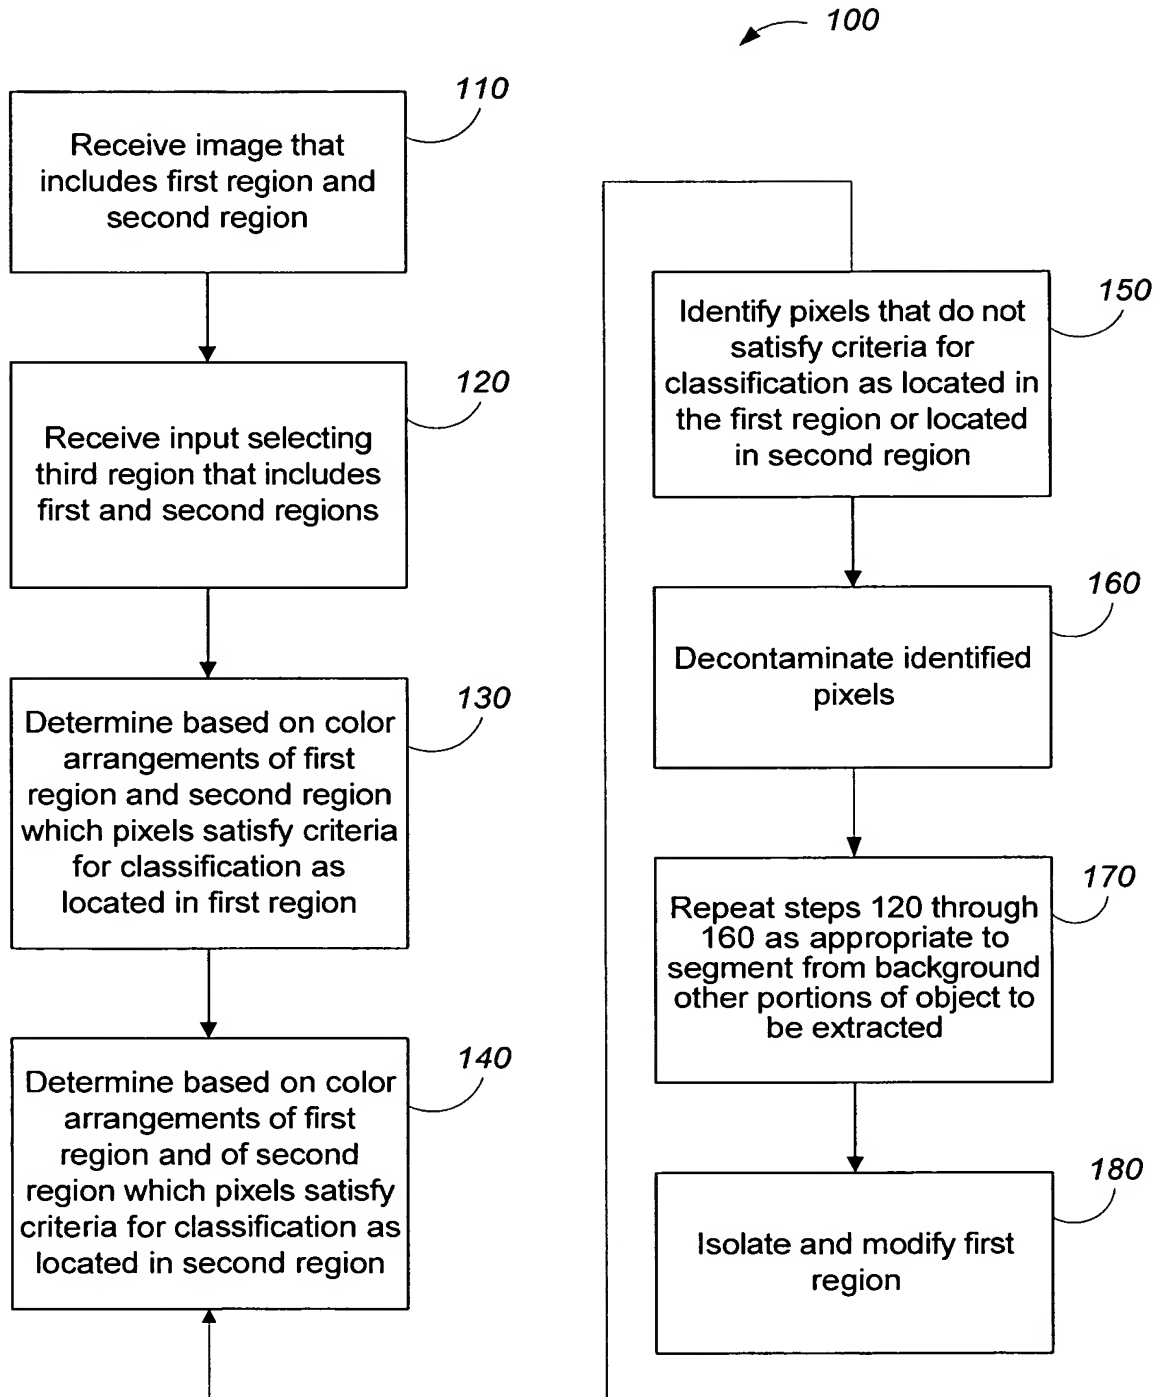 100
110
Receive image that
includes first region and
second region
120
Receive input selecting
third region that includes
first and second regions
130
Determine based on color
arrangements of first
region and second region
which pixels satisfy criteria
for classification as
located in first region
140
Determine based on color
arrangements of first
region and of second
region which pixels satisfy
criteria for classification as
located in second region
150
Identify pixels that do not
satisfy criteria for
classification as located in
the first region or located
in second region
160
Decontaminate identified
pixels
170
Repeat steps 120 through
160 as appropriate to
segment from background
other portions of object to
be extracted
180
Isolate and modify first
region